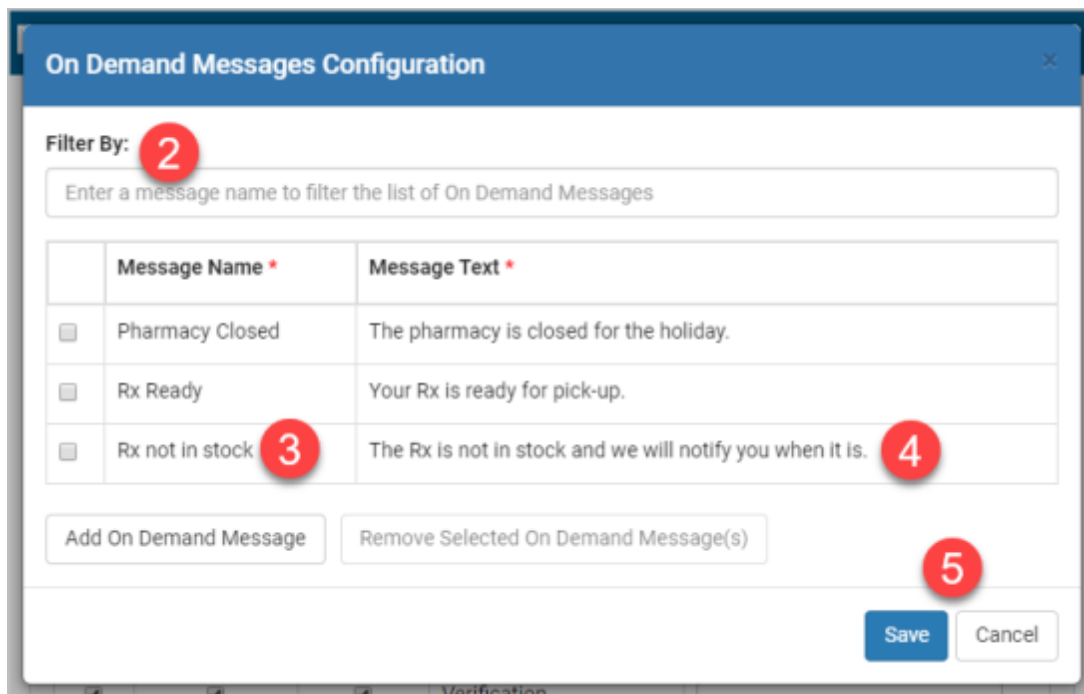 On Demand Messages Configuration ×
Filter By: 2
Enter a message name to filter the list of On Demand Messages
Message Name * Message Text *
Pharmacy Closed The pharmacy is closed for the holiday.
Rx Ready Your Rx is ready for pick-up.
Rx not in stock 3 The Rx is not in stock and we will notify you when it is. 4
Add On Demand Message Remove Selected On Demand Message(s)
5
Save Cancel
Verification